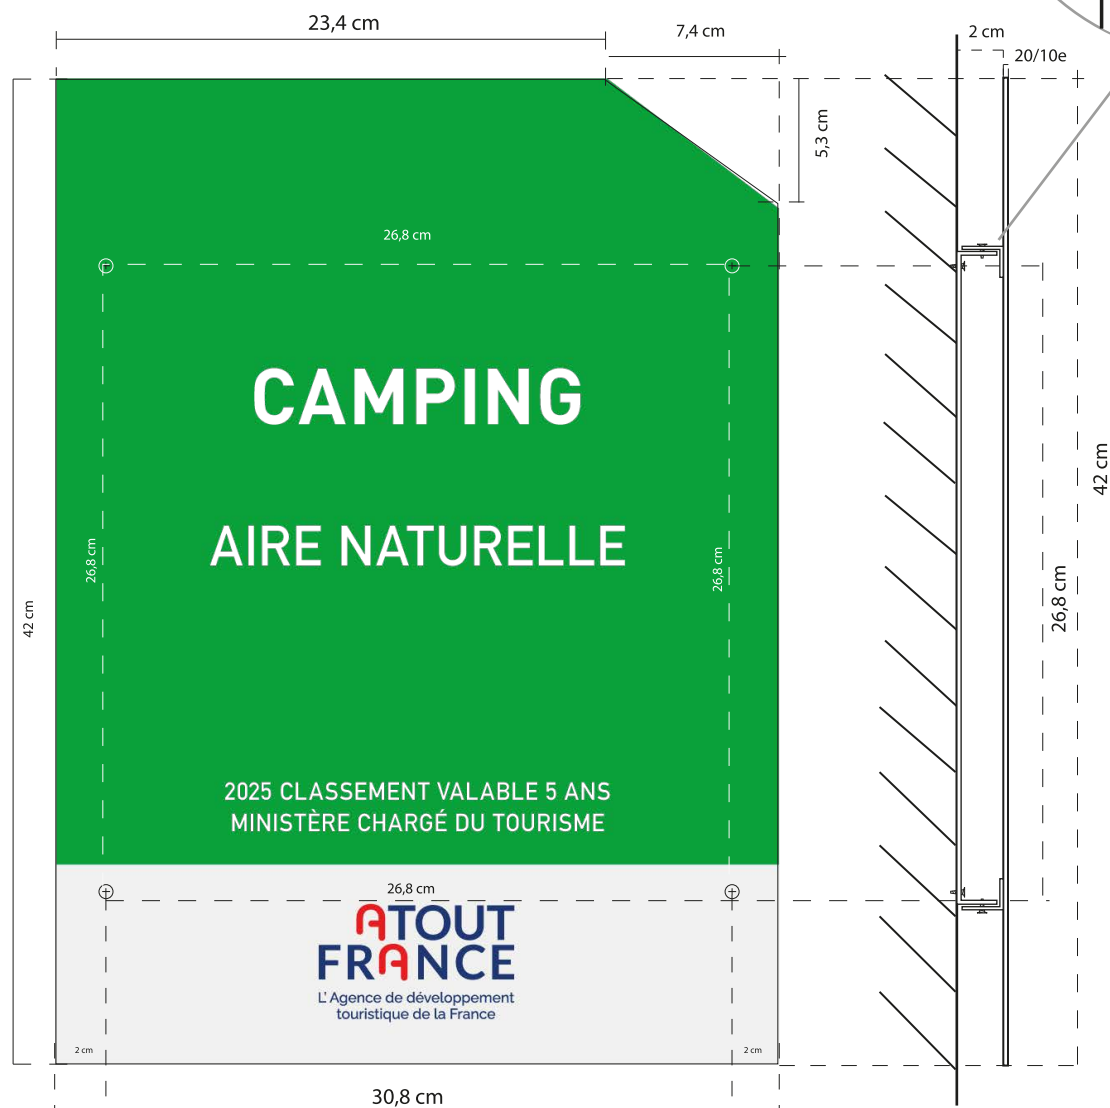 23,4 cm
7,4 cm
2 cm
20/10e
5,3 cm
26,8 cm
CAMPING
AIRE NATURELLE
26,8 cm
26,8 cm
42 cm
42 cm
26,8 cm
2025 CLASSEMENT VALABLE 5 ANS
MINISTÈRE CHARGÉ DU TOURISME
26,8 cm
ATOUT
FRANCE
L'Agence de développement
touristique de la France
2 cm
2 cm
30,8 cm